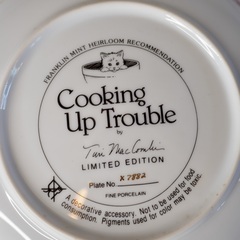 FRANKLIN MINT HEIRLOOM RECOMMENDATION
Cooking
Up Trouble
by
LIMITED EDITION
Plate No. X7882
FINE PORCELAIN
A decorative accessory. Not to be used for food
consumption. Pigments used for color may be toxic.